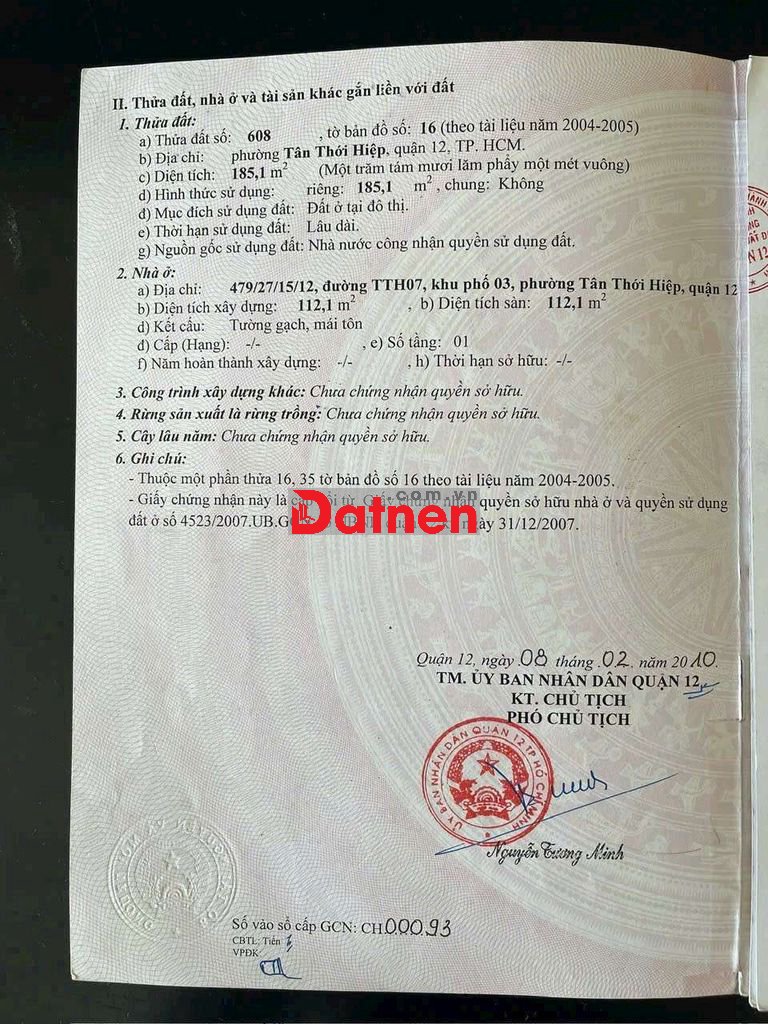 II. Thửa đất, nhà ở và tài sản khác gắn liền với đất
1. Thửa đất:
a) Thửa đất số: 608 , tờ bản đồ số: 16 (theo tài liệu năm 2004-2005)
b) Địa chỉ: phường Tân Thới Hiệp, quận 12, TP. HCM.
c) Diện tích: 185,1 m2 (Một trăm tám mươi lăm phẩy một mét vuông)
d) Hình thức sử dụng: riêng: 185,1 m2 , chung: Không
đ) Mục đích sử dụng đất: Đất ở tại đô thị.
e) Thời hạn sử dụng đất: Lâu dài.
g) Nguồn gốc sử dụng đất: Nhà nước công nhận quyền sử dụng đất.
2. Nhà ở:
a) Địa chỉ: 479/27/15/12, đường TTH07, khu phố 03, phường Tân Thới Hiệp, quận 12
b) Diện tích xây dựng: 112,1 m2 , b) Diện tích sàn: 112,1 m2
d) Kết cấu: Tường gạch, mái tôn
đ) Cấp (Hạng): -/- , e) Số tầng: 01
f) Năm hoàn thành xây dựng: -/- , h) Thời hạn sở hữu: -/-
3. Công trình xây dựng khác: Chưa chứng nhận quyền sở hữu.
4. Rừng sản xuất là rừng trồng: Chưa chứng nhận quyền sở hữu.
5. Cây lâu năm: Chưa chứng nhận quyền sở hữu.
6. Ghi chú:
- Thuộc một phần thửa 16, 35 tờ bản đồ số 16 theo tài liệu năm 2004-2005.
- Giấy chứng nhận này là quyền sở hữu nhà ở và quyền sử dụng
.com.vn
Datnen
đất ở số 4523/2007.UB.G ngày 31/12/2007.
Quận 12, ngày 08 tháng 02 năm 2010.
TM. ỦY BAN NHÂN DÂN QUẬN 12
KT. CHỦ TỊCH
PHÓ CHỦ TỊCH
ỦY BAN NHÂN DÂN QUẬN 12 TP HỒ CHÍ MINH
Nguyễn Tương Minh
Số vào sổ cấp GCN: CH00093
CBTL: Tiên
VPĐK: